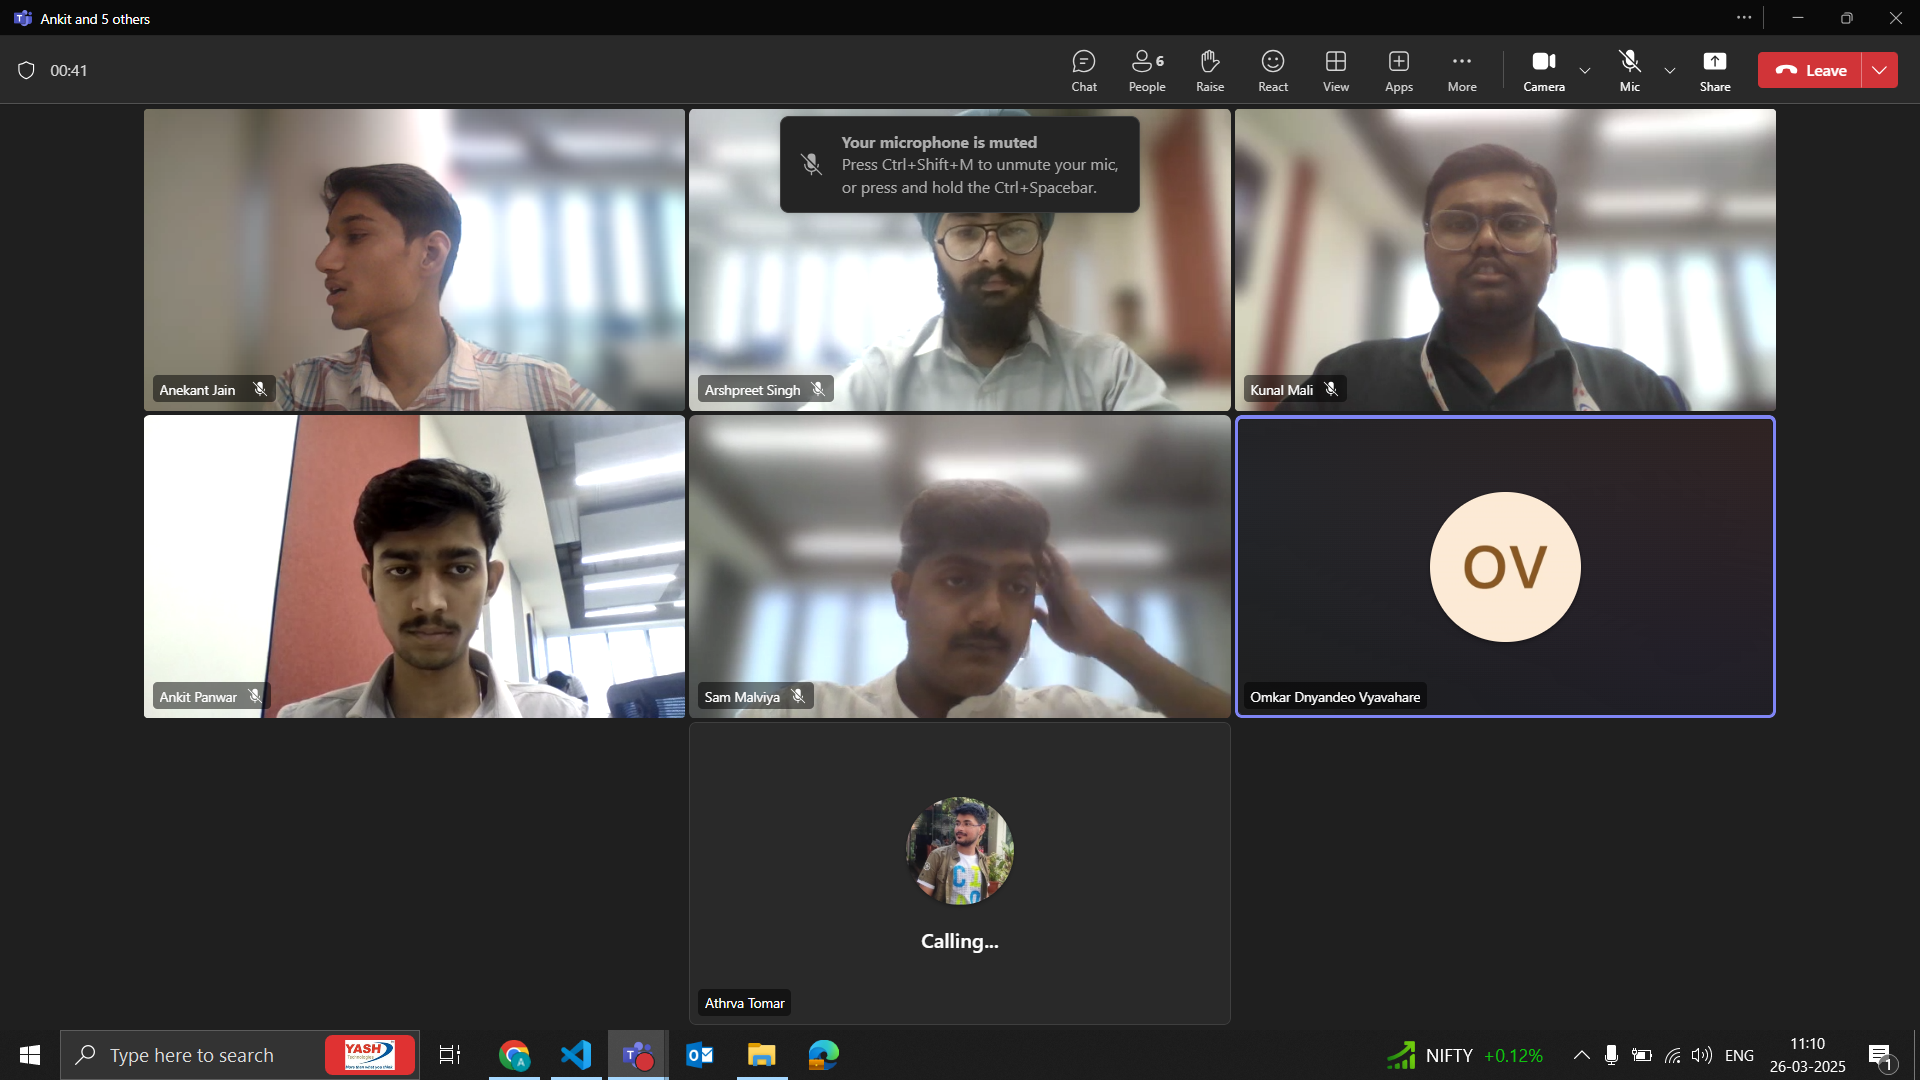 Ankit and 5 others
00:41
Chat
People
6
Raise
React
View
Apps
More
Camera
Mic
Share
Leave
Your microphone is muted
Press Ctrl+Shift+M to unmute your mic,
or press and hold the Ctrl+Spacebar.
Anekant Jain
Arshpreet Singh
Kunal Mali
Ankit Panwar
Sam Malviya
OV
Omkar Dnyandeo Vyavahare
Calling...
Athrva Tomar
Type here to search
YASH
Technologies
NIFTY +0.12%
ENG
11:10
26-03-2025
1